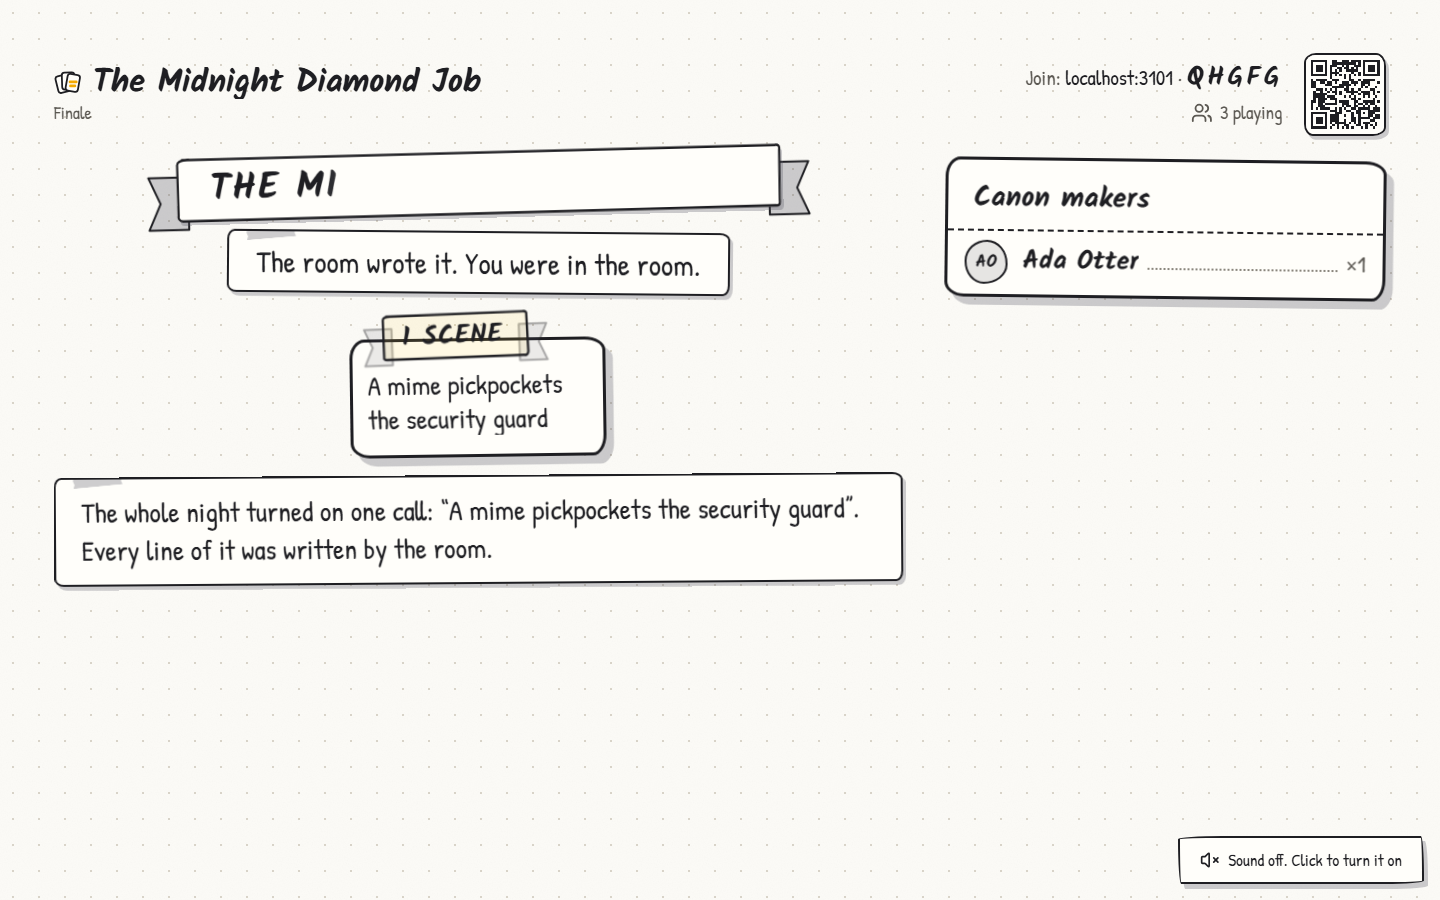 The Midnight Diamond Job
Finale
Join: localhost:3101 · QHGFG
3 playing
THE MI
The room wrote it. You were in the room.
1 SCENE
A mime pickpockets
the security guard
The whole night turned on one call: “A mime pickpockets the security guard”.
Every line of it was written by the room.
Canon makers
AO Ada Otter ×1
Sound off. Click to turn it on